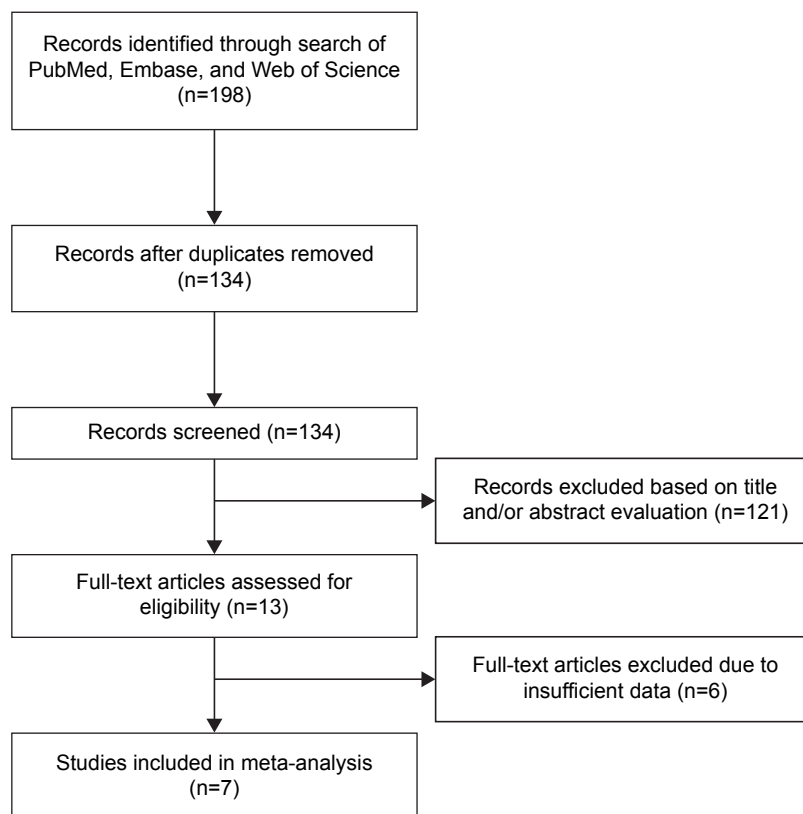 Records identified through search of
PubMed, Embase, and Web of Science
(n=198)
Records after duplicates removed
(n=134)
Records screened (n=134)
Records excluded based on title
and/or abstract evaluation (n=121)
Full-text articles assessed for
eligibility (n=13)
Full-text articles excluded due to
insufficient data (n=6)
Studies included in meta-analysis
(n=7)